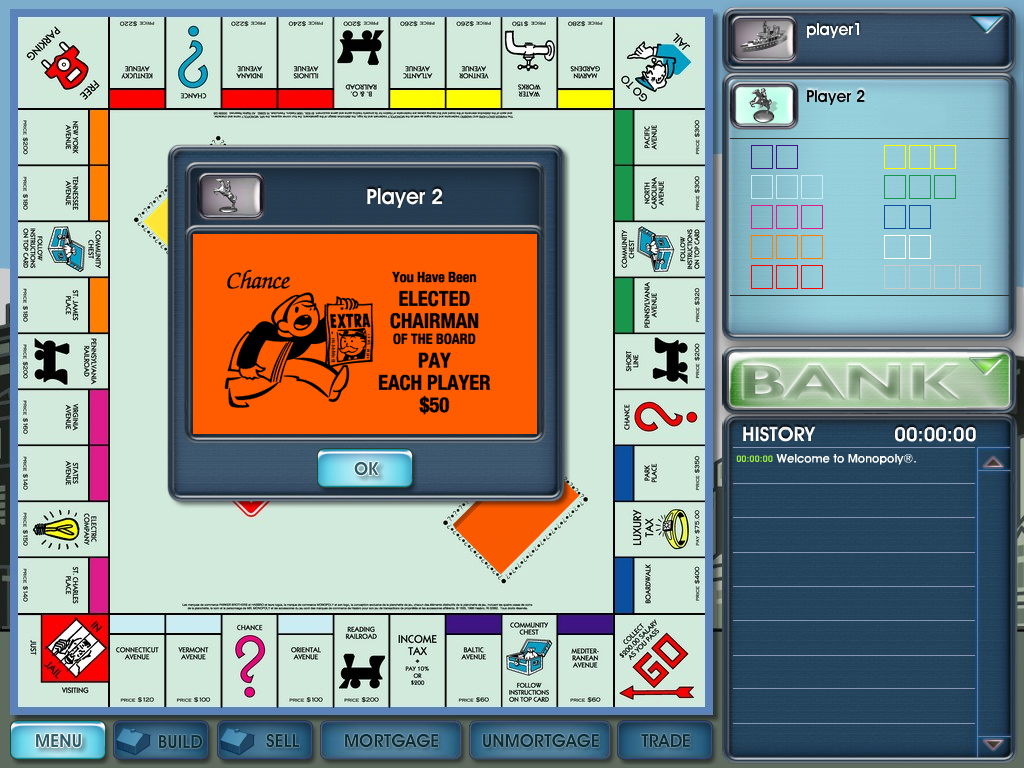 FREE
PARKING
KENTUCKY
AVENUE
PRICE $220
CHANCE
INDIANA
AVENUE
PRICE $220
ILLINOIS
AVENUE
PRICE $240
B. & O.
RAILROAD
PRICE $200
ATLANTIC
AVENUE
PRICE $260
VENTNOR
AVENUE
PRICE $260
WATER
WORKS
PRICE $150
MARVIN
GARDENS
PRICE $280
GO TO
JAIL
NEW YORK
AVENUE
PRICE $200
TENNESSEE
AVENUE
PRICE $180
COMMUNITY
CHEST
FOLLOW
INSTRUCTIONS
ON TOP CARD
ST. JAMES
PLACE
PRICE $180
PENNSYLVANIA
RAILROAD
PRICE $200
VIRGINIA
AVENUE
PRICE $160
STATES
AVENUE
PRICE $140
ELECTRIC
COMPANY
PRICE $150
ST. CHARLES
PLACE
PRICE $140
PACIFIC
AVENUE
PRICE $300
NORTH
CAROLINA
AVENUE
PRICE $300
COMMUNITY
CHEST
FOLLOW
INSTRUCTIONS
ON TOP CARD
PENNSYLVANIA
AVENUE
PRICE $320
SHORT
LINE
PRICE $200
CHANCE
PARK
PLACE
PRICE $350
LUXURY
TAX
PAY $75.00
BOARDWALK
PRICE $400
Player 2
Chance
EXTRA
You Have Been
ELECTED
CHAIRMAN
OF THE BOARD
PAY
EACH PLAYER
$50
OK
JUST
IN
JAIL
VISITING
CONNECTICUT
AVENUE
PRICE $120
VERMONT
AVENUE
PRICE $100
CHANCE
ORIENTAL
AVENUE
PRICE $100
READING
RAILROAD
PRICE $200
INCOME
TAX
PAY 10%
OR
$200
BALTIC
AVENUE
PRICE $60
COMMUNITY
CHEST
FOLLOW
INSTRUCTIONS
ON TOP CARD
MEDITER-
RANEAN
AVENUE
PRICE $60
COLLECT
$200.00 SALARY
AS YOU PASS
GO
MENU
BUILD
SELL
MORTGAGE
UNMORTGAGE
TRADE
player1
Player 2
BANK
HISTORY 00:00:00
00:00:00 Welcome to Monopoly®.